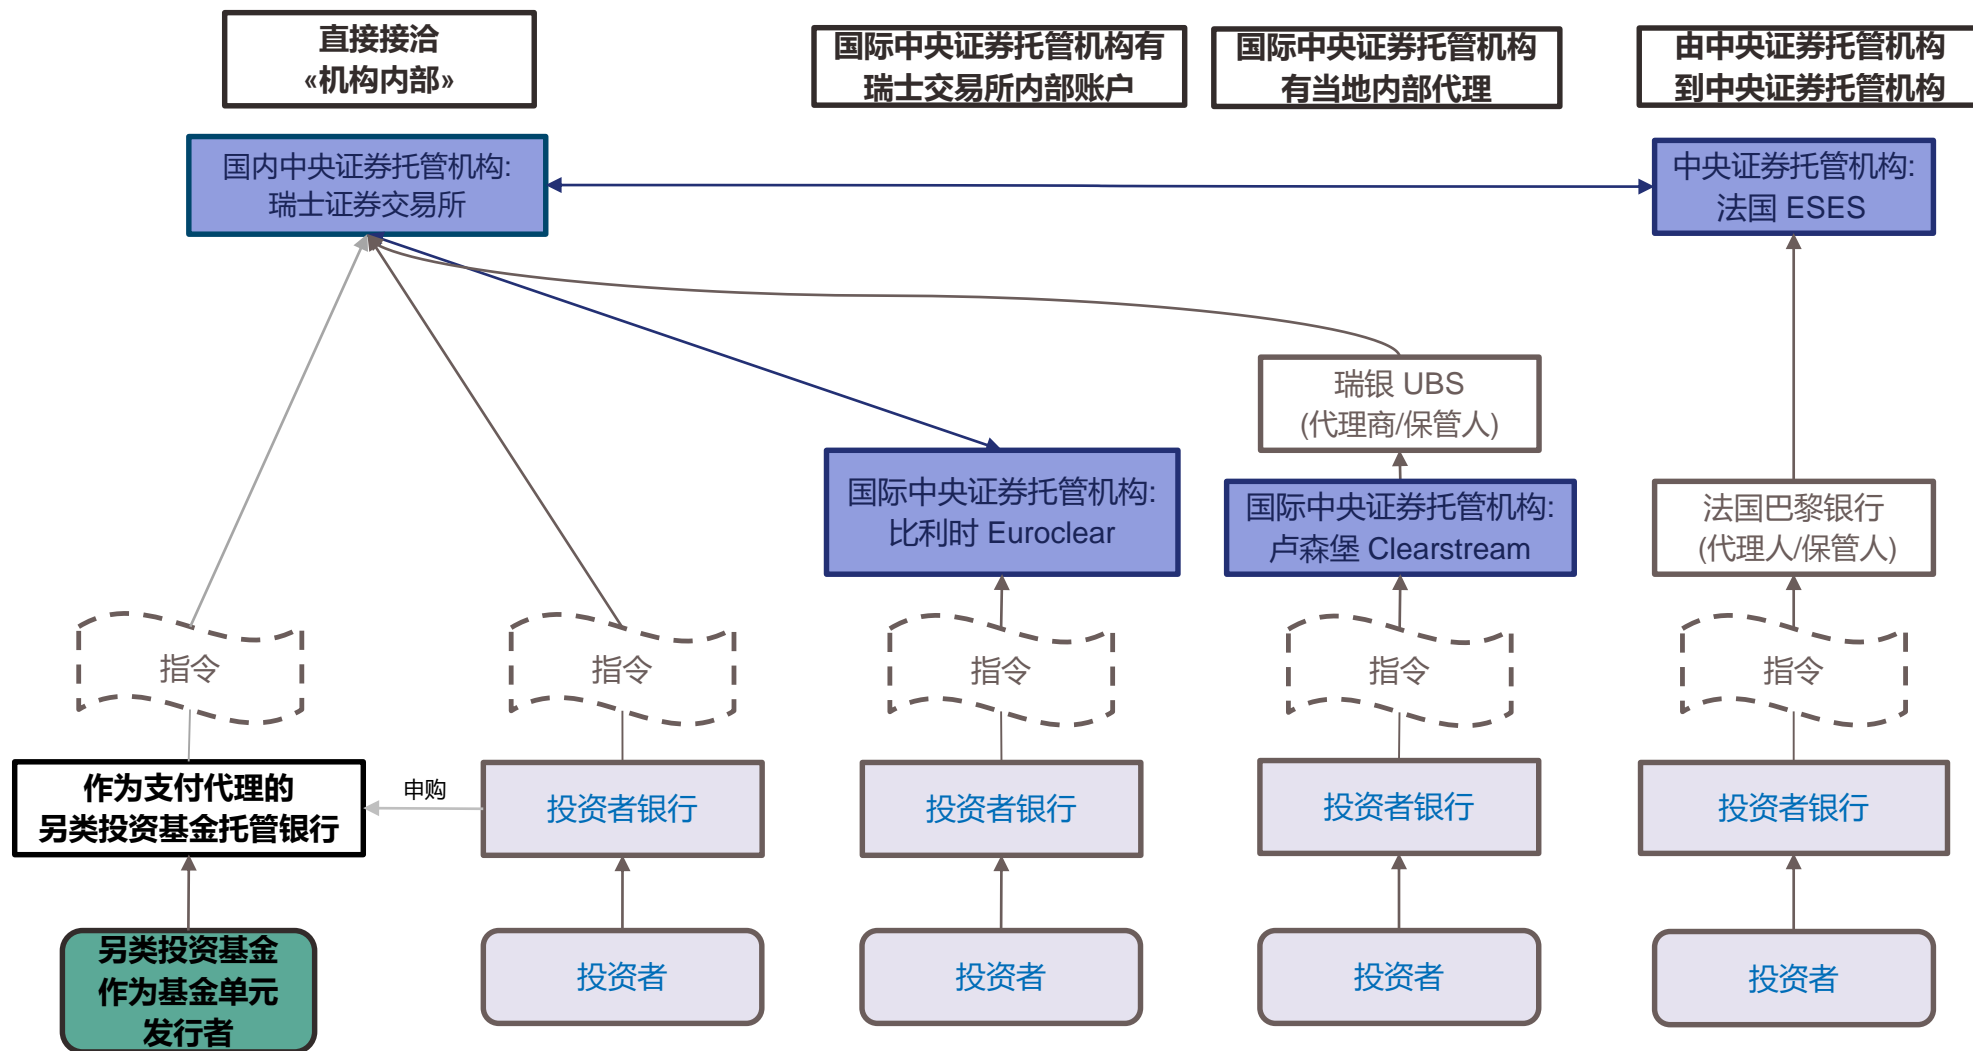 直接接洽
«机构内部»
国际中央证券托管机构有
瑞士交易所内部账户
国际中央证券托管机构
有当地内部代理
由中央证券托管机构
到中央证券托管机构
国内中央证券托管机构:
瑞士证券交易所
中央证券托管机构:
法国 ESES
瑞银 UBS
(代理商/保管人)
国际中央证券托管机构:
比利时 Euroclear
国际中央证券托管机构:
卢森堡 Clearstream
法国巴黎银行
(代理人/保管人)
指令
指令
指令
指令
指令
作为支付代理的
另类投资基金托管银行
申购
投资者银行
投资者银行
投资者银行
投资者银行
另类投资基金
作为基金单元
发行者
投资者
投资者
投资者
投资者